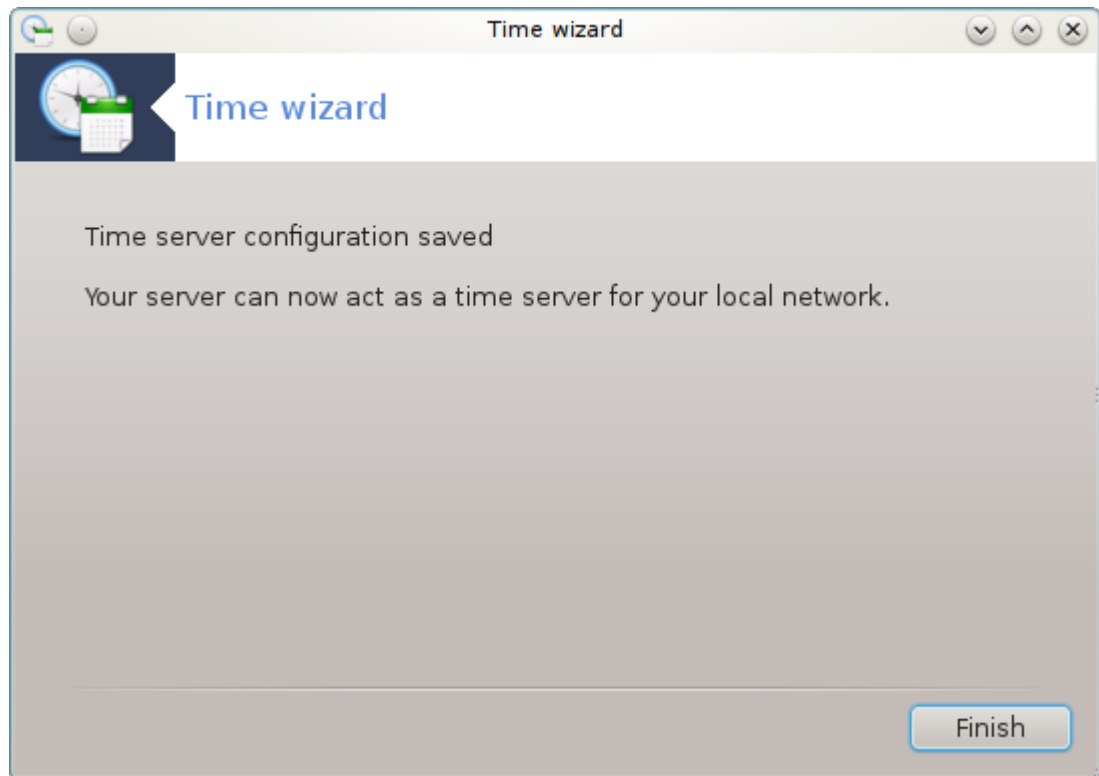 Time wizard
Time wizard
Time server configuration saved
Your server can now act as a time server for your local network.
Finish